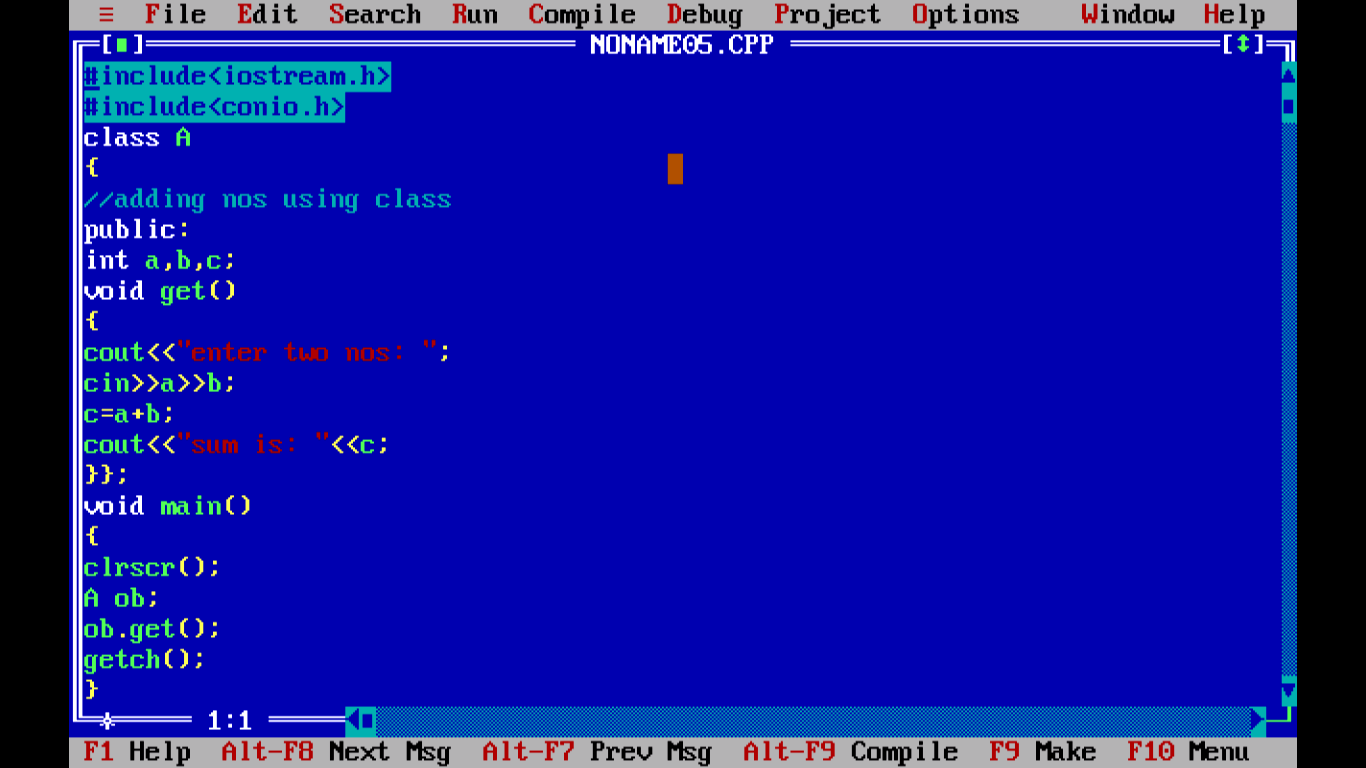 ≡ File Edit Search Run Compile Debug Project Options Window Help
[■] NONAME05.CPP [↕]
#include<iostream.h>
#include<conio.h>
class A
{
//adding nos using class
public:
int a,b,c;
void get()
{
cout<<"enter two nos: ";
cin>>a>>b;
c=a+b;
cout<<"sum is: "<<c;
}};
void main()
{
clrscr();
A ob;
ob.get();
getch();
}
1:1
F1 Help Alt-F8 Next Msg Alt-F7 Prev Msg Alt-F9 Compile F9 Make F10 Menu